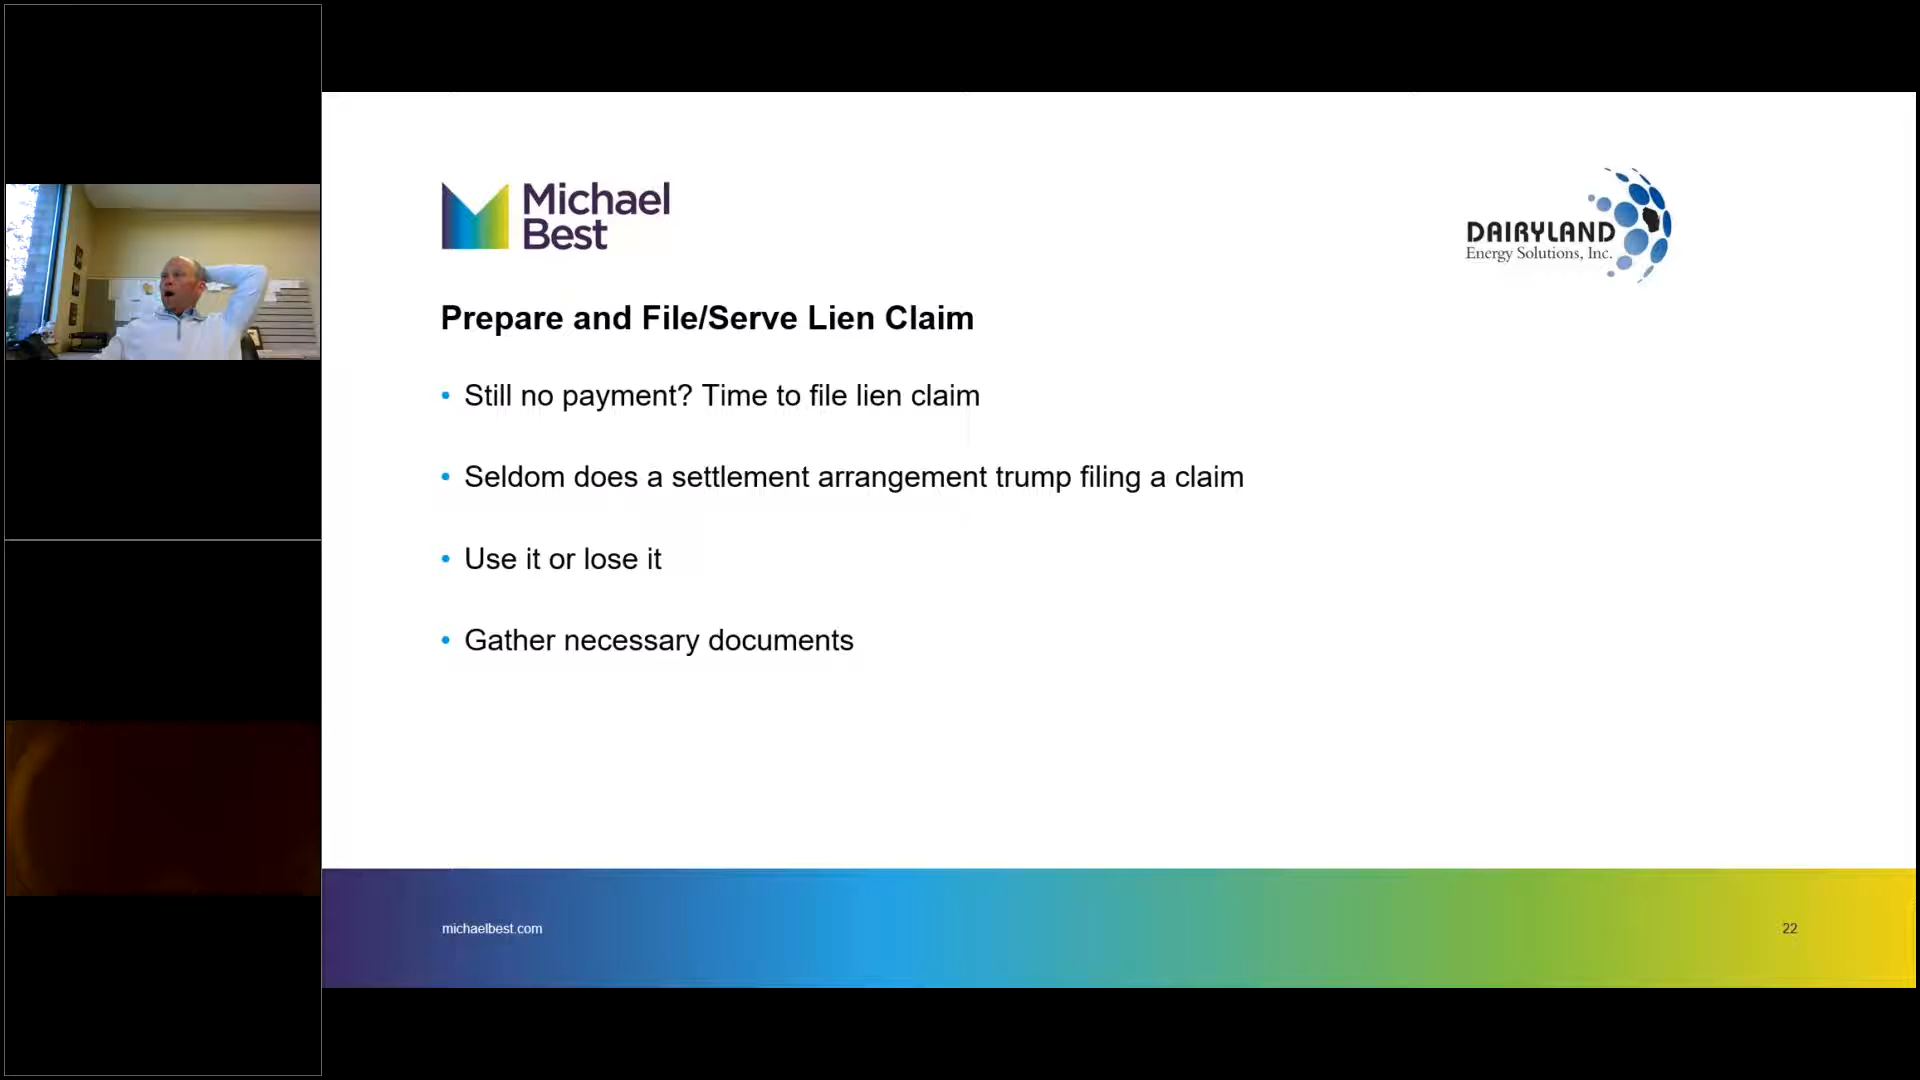 Michael
Best
DAIRYLAND
Energy Solutions, Inc.
Prepare and File/Serve Lien Claim
• Still no payment? Time to file lien claim
• Seldom does a settlement arrangement trump filing a claim
• Use it or lose it
• Gather necessary documents
michaelbest.com
22